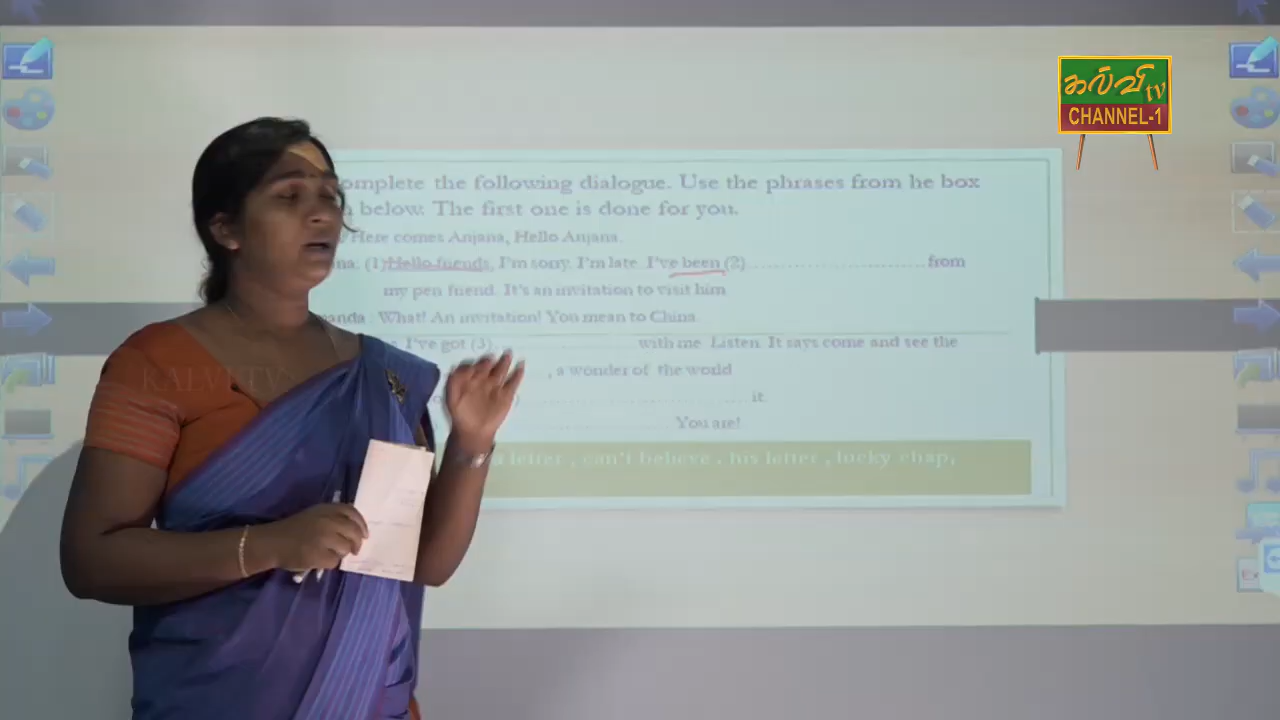 கல்வி tv
CHANNEL-1
omplete the following dialogue. Use the phrases from he box
below. The first one is done for you.
Here comes Anjana, Hello Anjana.
na: (1) Hello friends, I'm sorry. I'm late. I've been (2)............................... from
my pen friend. It's an invitation to visit him
anda : What! An invitation! You mean to China.
I've got (3) with me. Listen. It says come and see the
, a wonder of the world
............................... it
............................... You are!
KALVI TV
a letter , can't believe , his letter , lucky chap,